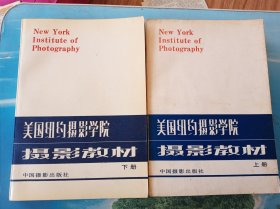 New York
Institute of
Photography
美国纽约摄影学院
摄影教材
下册
中国摄影出版社
New York
Institute of
Photography
美国纽约摄影学院
摄影教材
上册
中国摄影出版社